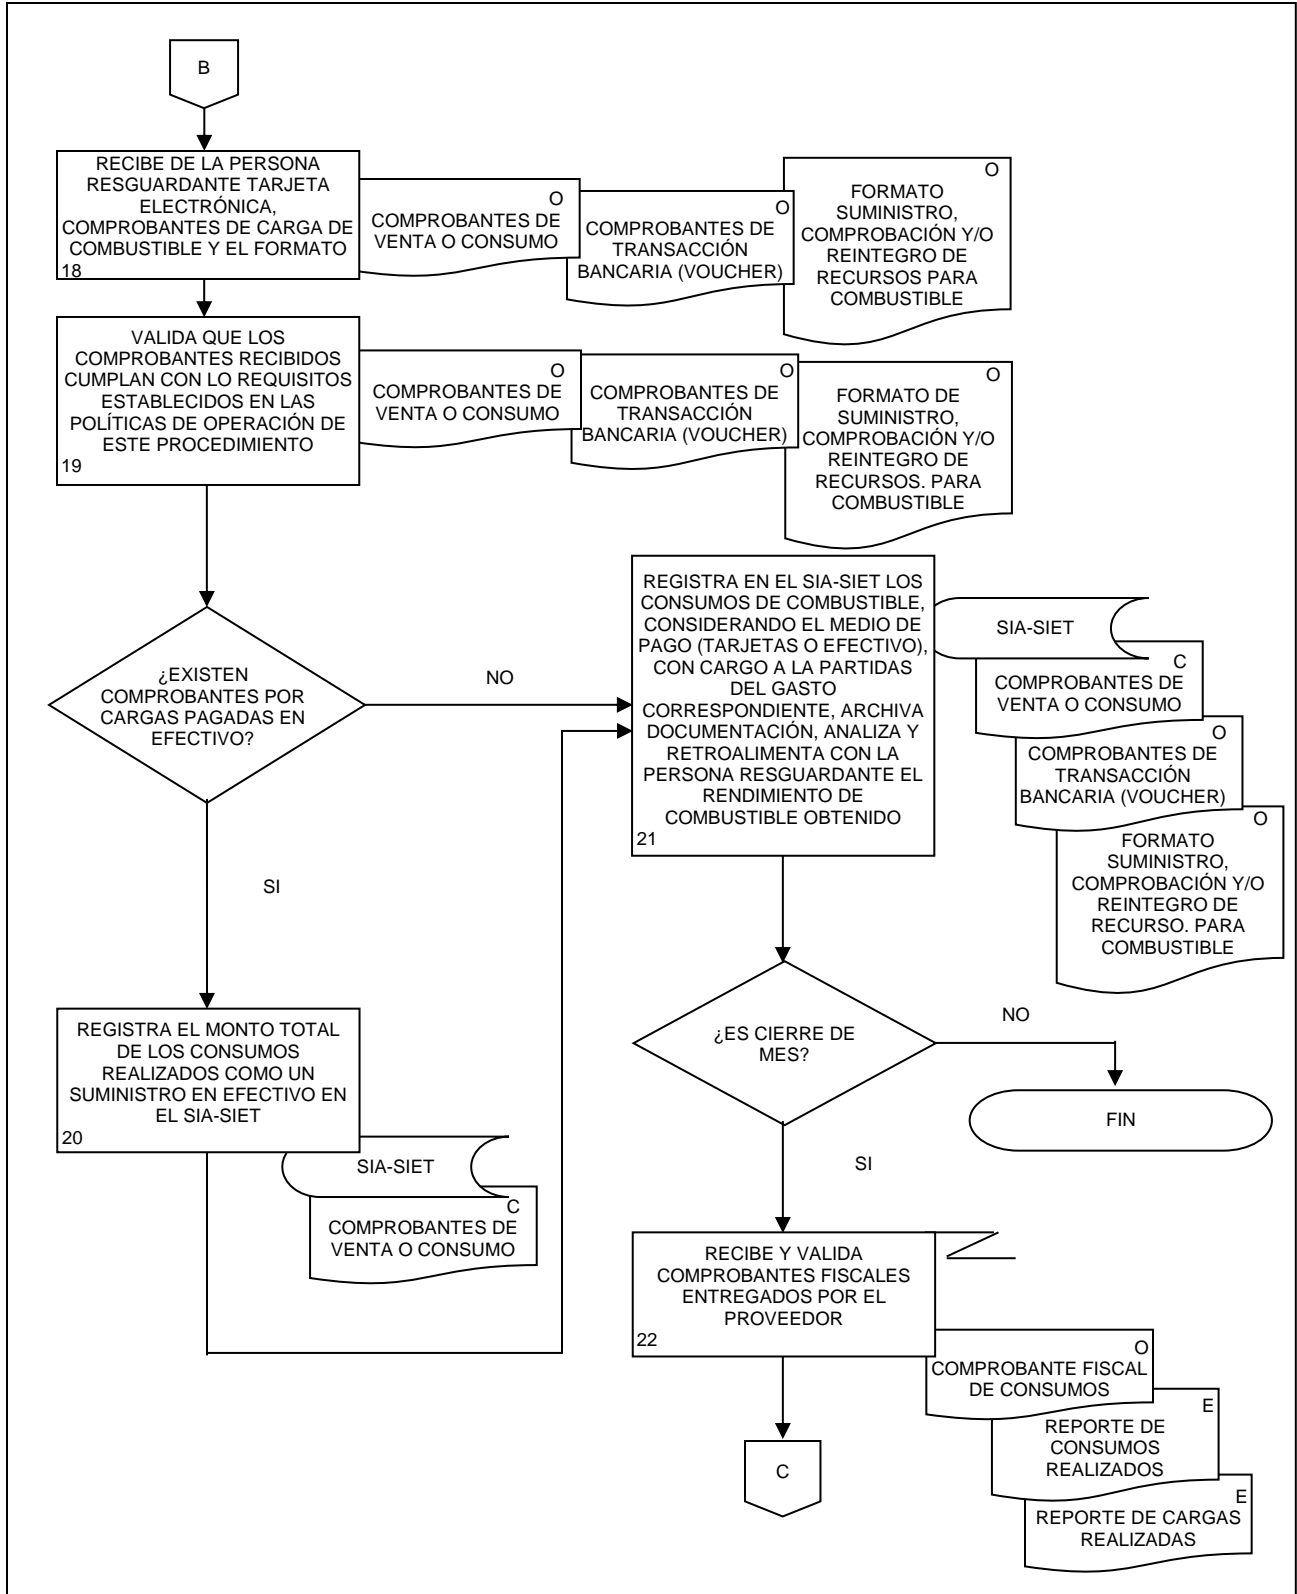 B
RECIBE DE LA PERSONA
RESGUARDANTE TARJETA
ELECTRÓNICA,
COMPROBANTES DE CARGA DE
COMBUSTIBLE Y EL FORMATO
18
O
COMPROBANTES DE
VENTA O CONSUMO
O
COMPROBANTES DE
TRANSACCIÓN
BANCARIA (VOUCHER)
O
FORMATO
SUMINISTRO,
COMPROBACIÓN Y/O
REINTEGRO DE
RECURSOS PARA
COMBUSTIBLE
VALIDA QUE LOS
COMPROBANTES RECIBIDOS
CUMPLAN CON LO REQUISITOS
ESTABLECIDOS EN LAS
POLÍTICAS DE OPERACIÓN DE
ESTE PROCEDIMIENTO
19
O
COMPROBANTES DE
VENTA O CONSUMO
O
COMPROBANTES DE
TRANSACCIÓN
BANCARIA (VOUCHER)
O
FORMATO DE
SUMINISTRO,
COMPROBACIÓN Y/O
REINTEGRO DE
RECURSOS. PARA
COMBUSTIBLE
¿EXISTEN
COMPROBANTES POR
CARGAS PAGADAS EN
EFECTIVO?
NO
SI
REGISTRA EL MONTO TOTAL
DE LOS CONSUMOS
REALIZADOS COMO UN
SUMINISTRO EN EFECTIVO EN
EL SIA-SIET
20
SIA-SIET
C
COMPROBANTES DE
VENTA O CONSUMO
REGISTRA EN EL SIA-SIET LOS
CONSUMOS DE COMBUSTIBLE,
CONSIDERANDO EL MEDIO DE
PAGO (TARJETAS O EFECTIVO),
CON CARGO A LA PARTIDAS
DEL GASTO
CORRESPONDIENTE, ARCHIVA
DOCUMENTACIÓN, ANALIZA Y
RETROALIMENTA CON LA
PERSONA RESGUARDANTE EL
RENDIMIENTO DE
COMBUSTIBLE OBTENIDO
21
SIA-SIET
C
COMPROBANTES DE
VENTA O CONSUMO
O
COMPROBANTES DE
TRANSACCIÓN
BANCARIA (VOUCHER)
O
FORMATO
SUMINISTRO,
COMPROBACIÓN Y/O
REINTEGRO DE
RECURSO. PARA
COMBUSTIBLE
¿ES CIERRE DE
MES?
NO
FIN
SI
RECIBE Y VALIDA
COMPROBANTES FISCALES
ENTREGADOS POR EL
PROVEEDOR
22
O
COMPROBANTE FISCAL
DE CONSUMOS
E
REPORTE DE
CONSUMOS
REALIZADOS
E
REPORTE DE CARGAS
REALIZADAS
C